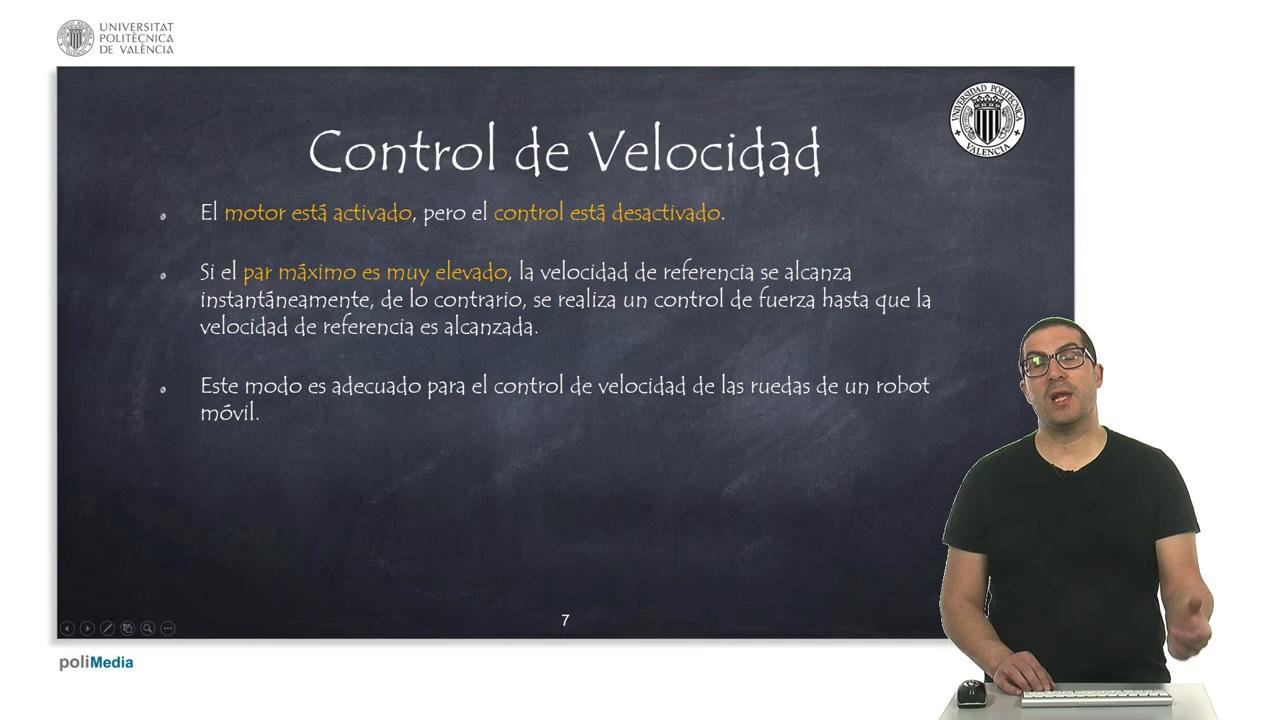 UNIVERSITAT
POLITÈCNICA
DE VALÈNCIA
UNIVERSIDAD POLITECNICA
VALENCIA
Control de Velocidad
El motor está activado, pero el control está desactivado.
Si el par máximo es muy elevado, la velocidad de referencia se alcanza
instantáneamente, de lo contrario, se realiza un control de fuerza hasta que la
velocidad de referencia es alcanzada.
Este modo es adecuado para el control de velocidad de las ruedas de un robot
móvil.
7
poliMedia